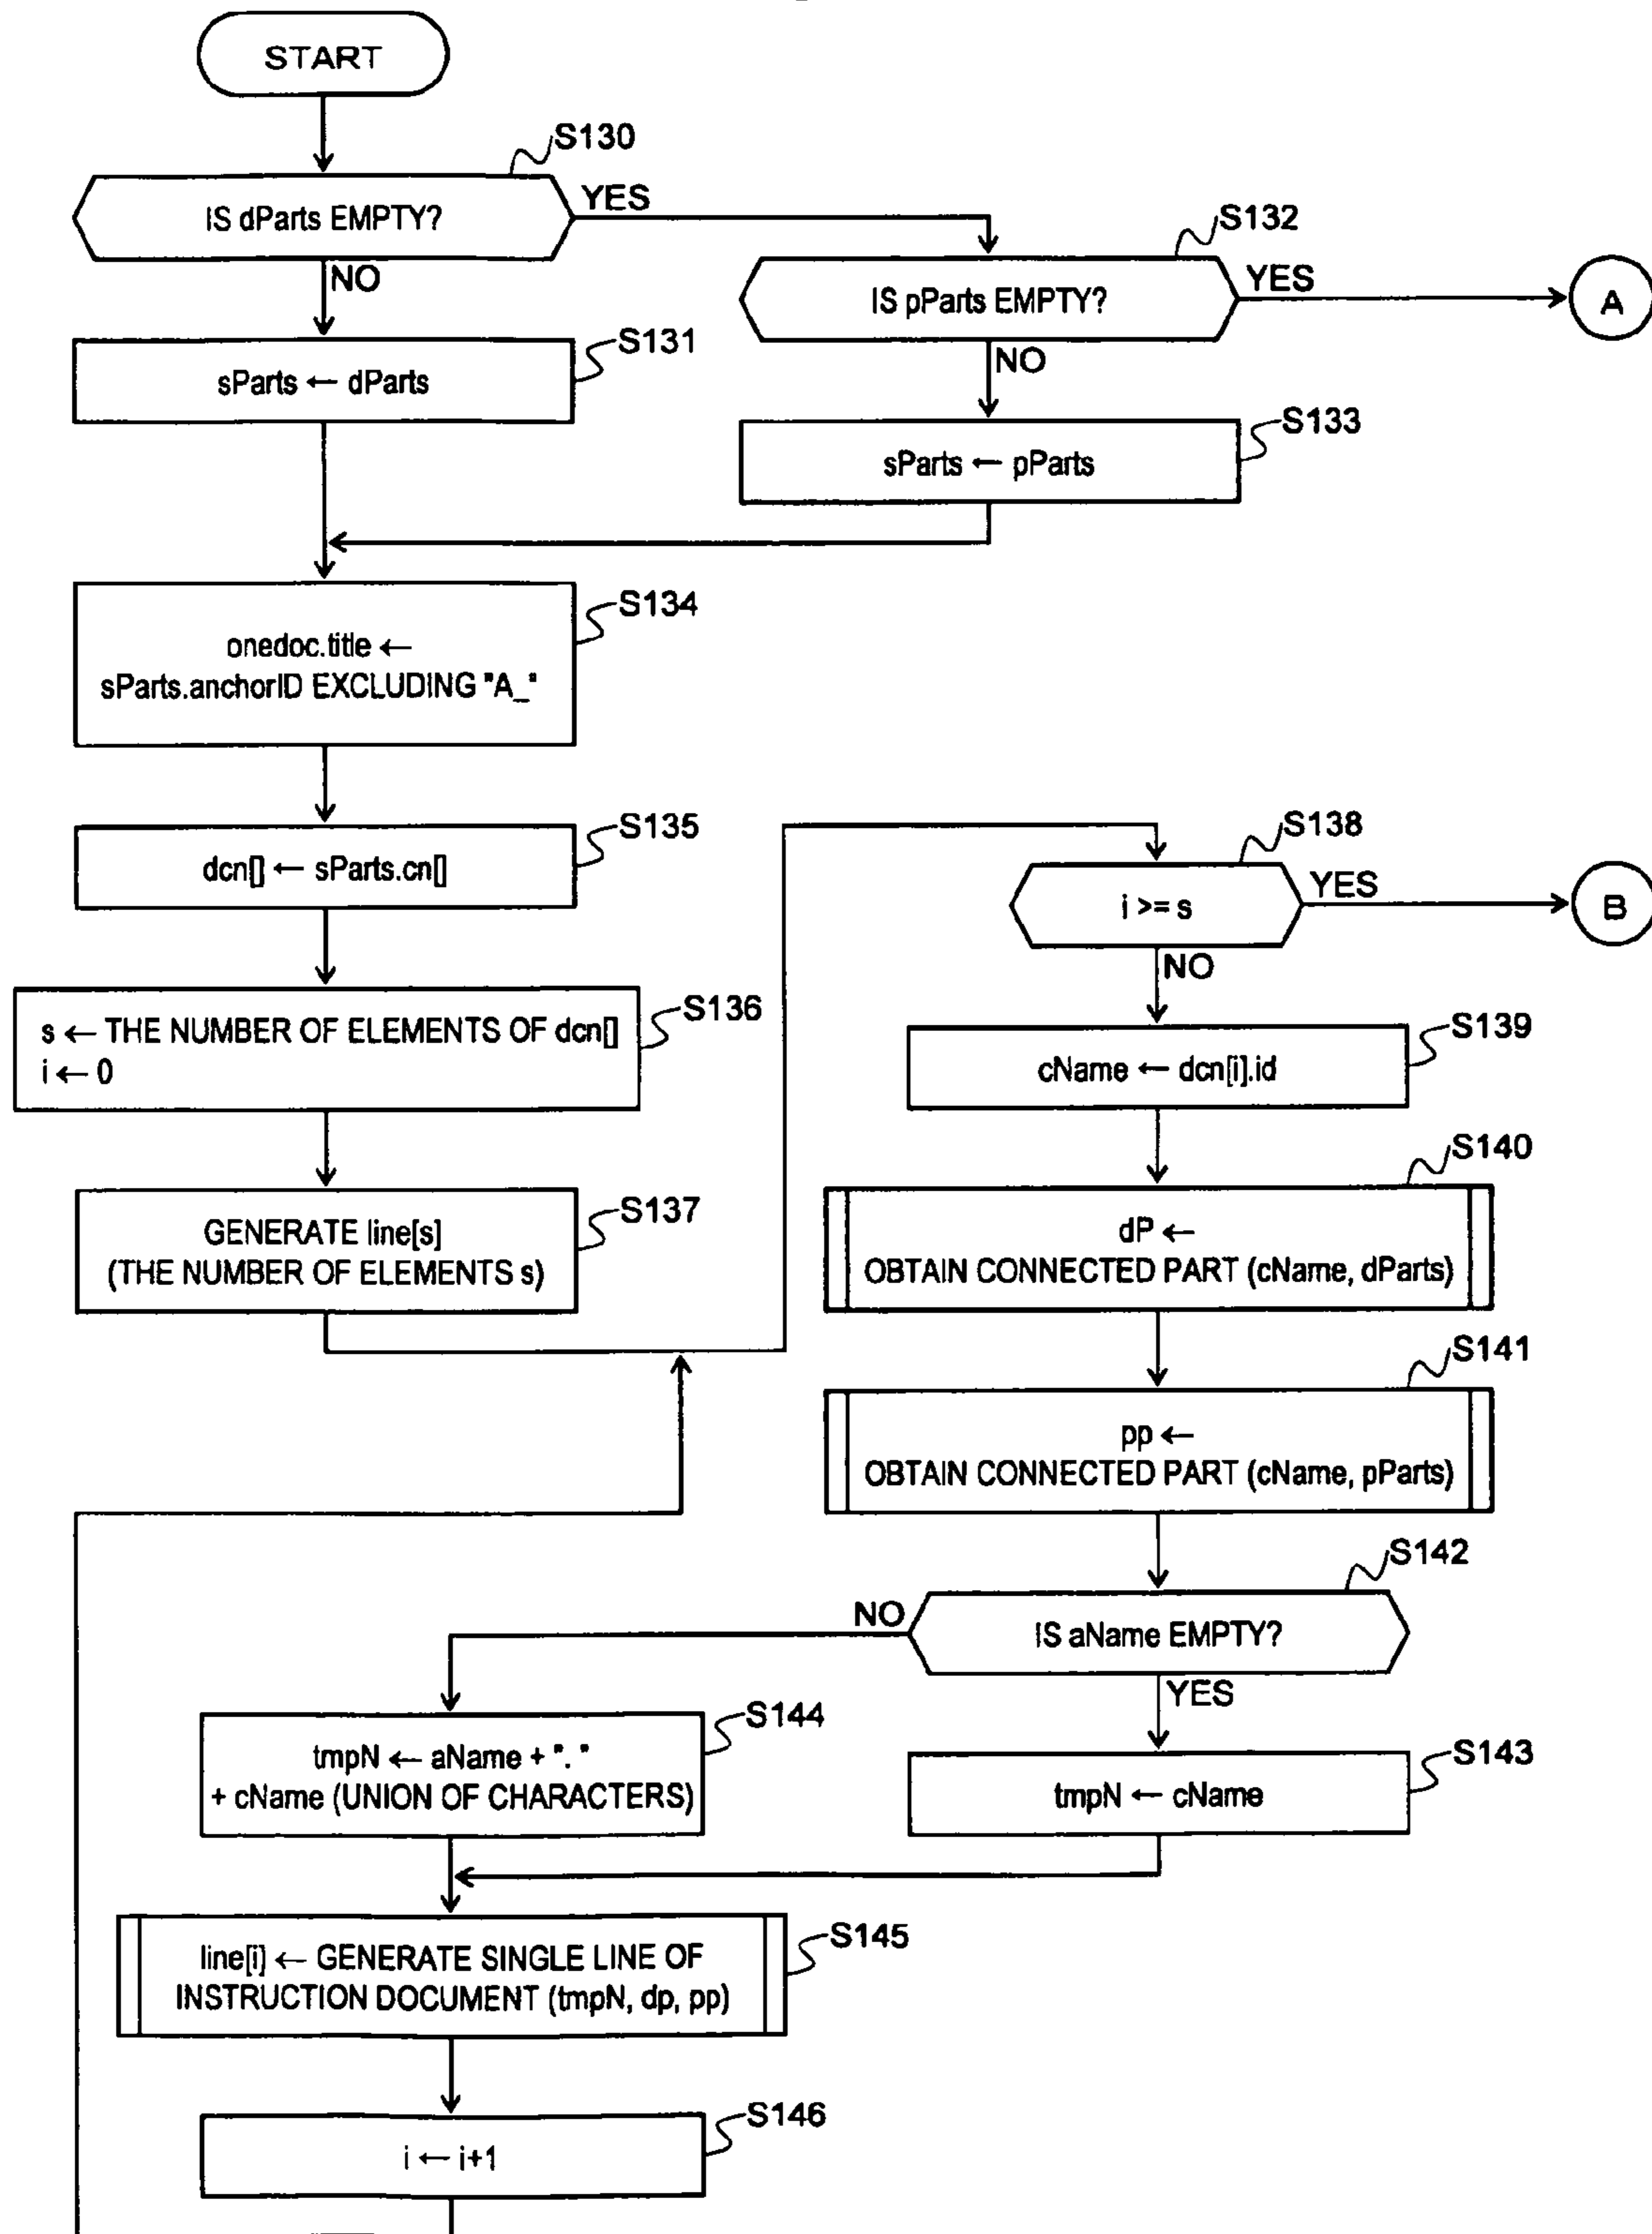 START
S130
IS dParts EMPTY?
YES
NO
S132
IS pParts EMPTY?
YES
A
NO
S131
sParts ← dParts
S133
sParts ← pParts
S134
onedoc.title ←
sParts.anchorID EXCLUDING "A_"
S135
dcn[] ← sParts.cn[]
S136
s ← THE NUMBER OF ELEMENTS OF dcn[]
i ← 0
S137
GENERATE line[s]
(THE NUMBER OF ELEMENTS s)
S138
i >= s
YES
B
NO
S139
cName ← dcn[i].id
S140
dP ←
OBTAIN CONNECTED PART (cName, dParts)
S141
pp ←
OBTAIN CONNECTED PART (cName, pParts)
S142
IS aName EMPTY?
NO
YES
S144
tmpN ← aName + "."
+ cName (UNION OF CHARACTERS)
S143
tmpN ← cName
S145
line[i] ← GENERATE SINGLE LINE OF
INSTRUCTION DOCUMENT (tmpN, dp, pp)
S146
i ← i+1